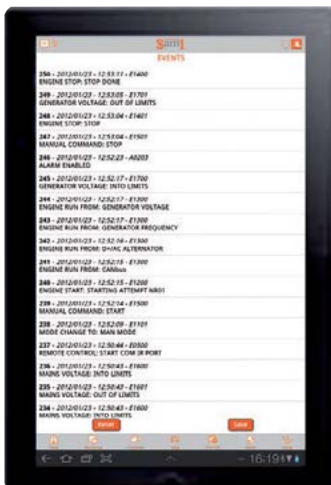 Sam1
EVENTS
250 - 2012/01/23 - 12:53:11 - E1400
ENGINE STOP: STOP DONE
249 - 2012/01/23 - 12:53:05 - E1701
GENERATOR VOLTAGE: OUT OF LIMITS
248 - 2012/01/23 - 12:53:04 - E1401
ENGINE STOP: STOP
247 - 2012/01/23 - 12:53:04 - E1501
MANUAL COMMAND: STOP
246 - 2012/01/23 - 12:52:23 - A0203
ALARM ENABLED
245 - 2012/01/23 - 12:52:17 - E1700
GENERATOR VOLTAGE: INTO LIMITS
244 - 2012/01/23 - 12:52:17 - E1300
ENGINE RUN FROM: GENERATOR VOLTAGE
243 - 2012/01/23 - 12:52:17 - E1300
ENGINE RUN FROM: GENERATOR FREQUENCY
242 - 2012/01/23 - 12:52:16 - E1300
ENGINE RUN FROM: D+/AC ALTERNATOR
241 - 2012/01/23 - 12:52:15 - E1300
ENGINE RUN FROM: CANbus
240 - 2012/01/23 - 12:52:15 - E1200
ENGINE START: STARTING ATTEMPT NR01
239 - 2012/01/23 - 12:52:14 - E1500
MANUAL COMMAND: START
238 - 2012/01/23 - 12:52:09 - E1101
MODE CHANGE TO: MAN MODE
237 - 2012/01/23 - 12:50:44 - E0500
REMOTE CONTROL: START COM IR PORT
236 - 2012/01/23 - 12:50:43 - E1600
MAINS VOLTAGE: INTO LIMITS
235 - 2012/01/23 - 12:50:43 - E1601
MAINS VOLTAGE: OUT OF LIMITS
234 - 2012/01/23 - 12:50:43 - E1600
MAINS VOLTAGE: INTO LIMITS
Reset
Save
16:19